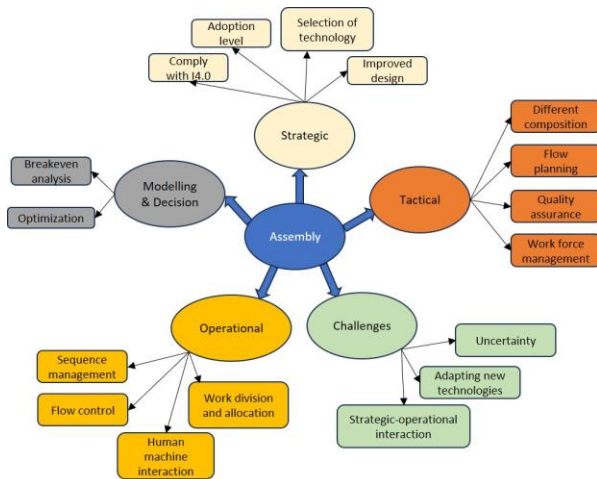 Selection of
technology
Adoption
level
Comply
with I4.0
Improved
design
Strategic
Different
composition
Flow
planning
Quality
assurance
Work force
management
Tactical
Breakeven
analysis
Optimization
Modelling
& Decision
Assembly
Operational
Sequence
management
Flow control
Human
machine
interaction
Work division
and allocation
Challenges
Uncertainty
Adapting new
technologies
Strategic-operational
interaction